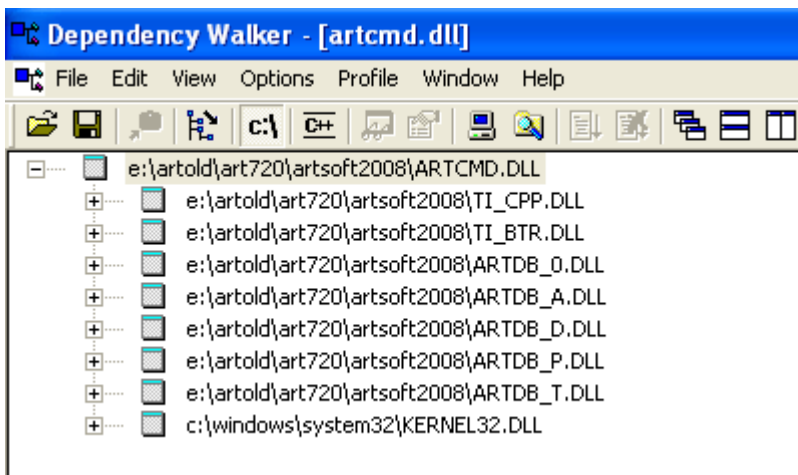 Dependency Walker - [artcmd.dll]
File Edit View Options Profile Window Help
c:\ C++
e:\artold\art720\artsoft2008\ARTCMD.DLL
e:\artold\art720\artsoft2008\TI_CPP.DLL
e:\artold\art720\artsoft2008\TI_BTR.DLL
e:\artold\art720\artsoft2008\ARTDB_0.DLL
e:\artold\art720\artsoft2008\ARTDB_A.DLL
e:\artold\art720\artsoft2008\ARTDB_D.DLL
e:\artold\art720\artsoft2008\ARTDB_P.DLL
e:\artold\art720\artsoft2008\ARTDB_T.DLL
c:\windows\system32\KERNEL32.DLL